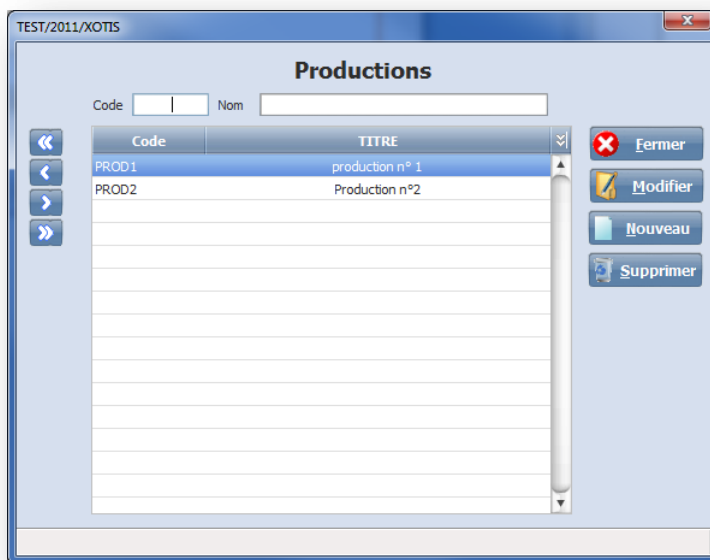 TEST/2011/XOTIS
Productions
Code Nom
Code TITRE
PROD1 production n° 1
PROD2 Production n°2
Fermer
Modifier
Nouveau
Supprimer